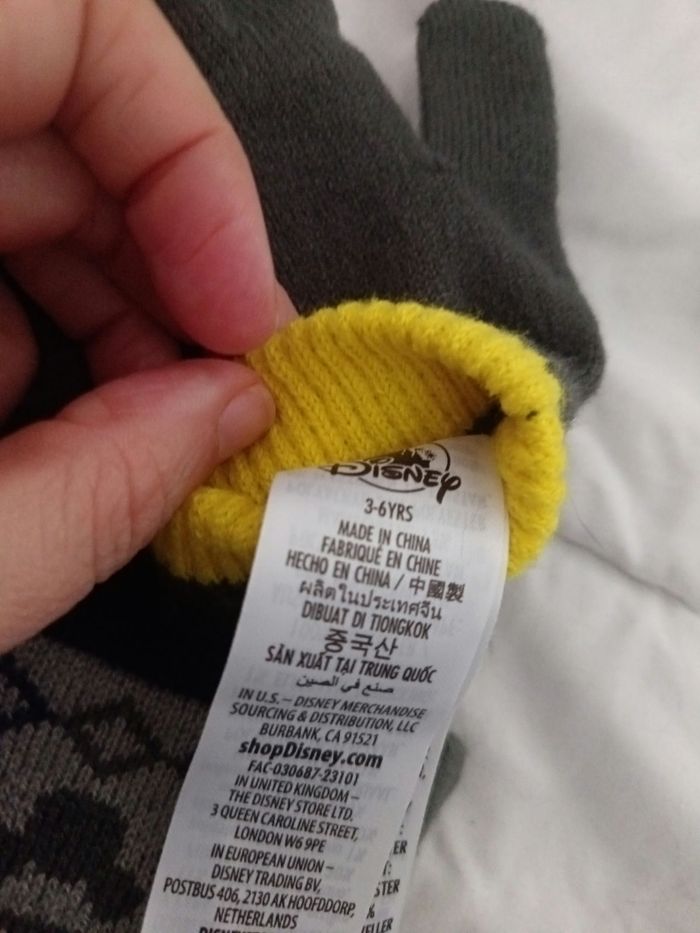 DISNEY
3-6YRS
MADE IN CHINA
FABRIQUÉ EN CHINE
HECHO EN CHINA / 中國製
ผลิตในประเทศจีน
DIBUAT DI TIONGKOK
중국산
SẢN XUẤT TẠI TRUNG QUỐC
صنع في الصين
IN U.S. – DISNEY MERCHANDISE
SOURCING & DISTRIBUTION, LLC
BURBANK, CA 91521
shopDisney.com
FAC-030687-23101
IN UNITED KINGDOM –
THE DISNEY STORE LTD.
3 QUEEN CAROLINE STREET,
LONDON W6 9PE
IN EUROPEAN UNION –
DISNEY TRADING BV,
POSTBUS 406, 2130 AK HOOFDDORP,
NETHERLANDS